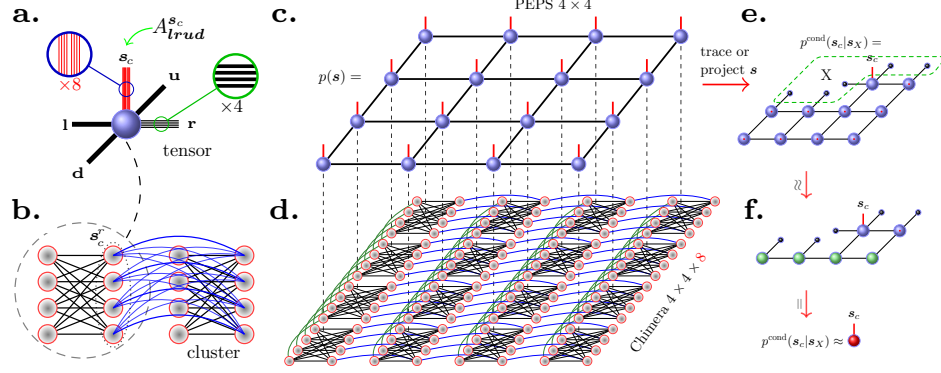 a.
A^{s_c}_{lrud}
s_c
×8
u
×4
l
r
d
tensor
b.
s^r_c
cluster
c.
PEPS 4 × 4
p(s) =
trace or
project s
d.
Chimera 4 × 4 × 8
e.
p^{cond}(s_c|s_X) =
s_c
X
≈
f.
s_c
=
s_c
p^{cond}(s_c|s_X) ≈